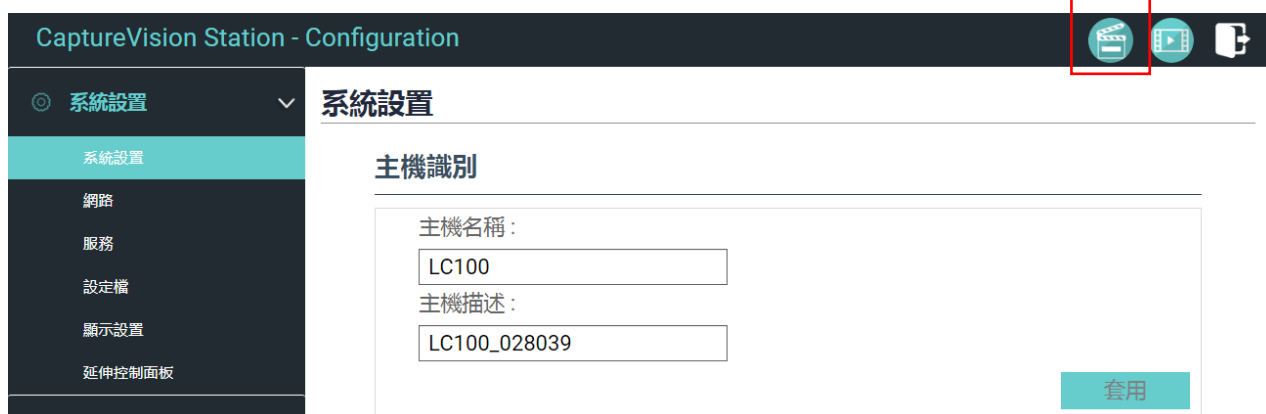 CaptureVision Station - Configuration
系統設置
系統設置
網路
服務
設定檔
顯示設置
延伸控制面板
系統設置
主機識別
主機名稱 :
LC100
主機描述 :
LC100_028039
套用